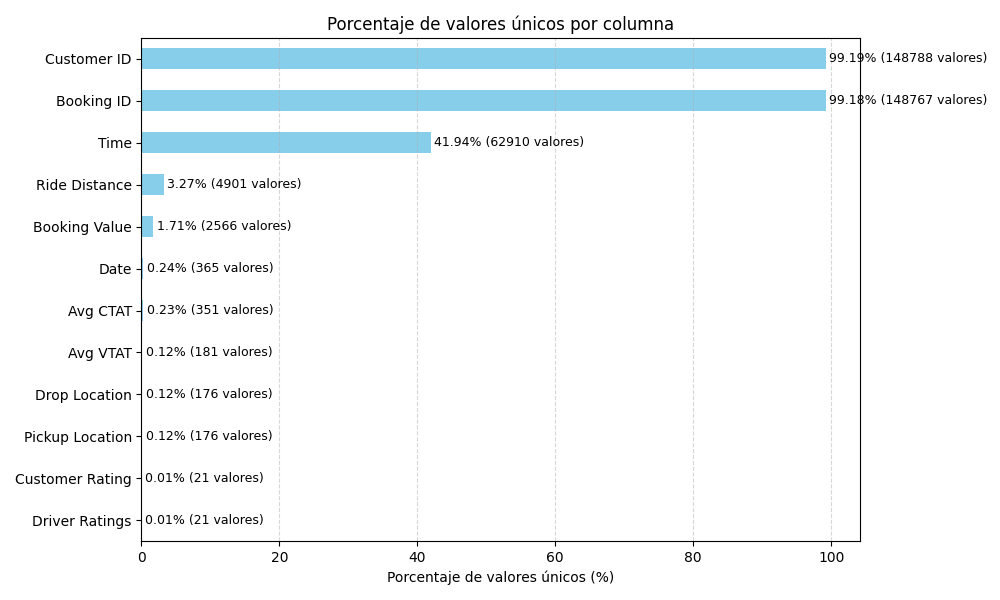 Porcentaje de valores únicos por columna
Customer ID 99.19% (148788 valores)
Booking ID 99.18% (148767 valores)
Time 41.94% (62910 valores)
Ride Distance 3.27% (4901 valores)
Booking Value 1.71% (2566 valores)
Date 0.24% (365 valores)
Avg CTAT 0.23% (351 valores)
Avg VTAT 0.12% (181 valores)
Drop Location 0.12% (176 valores)
Pickup Location 0.12% (176 valores)
Customer Rating 0.01% (21 valores)
Driver Ratings 0.01% (21 valores)
0 20 40 60 80 100
Porcentaje de valores únicos (%)